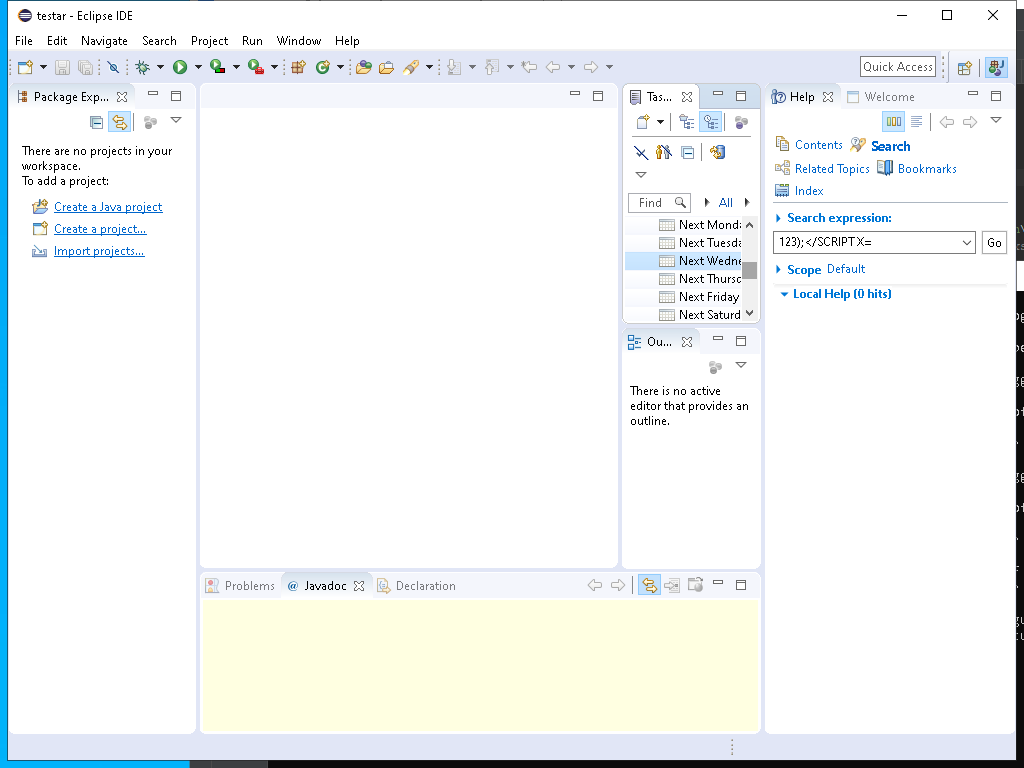 testar - Eclipse IDE
File Edit Navigate Search Project Run Window Help
Quick Access
Package Exp...
There are no projects in your
workspace.
To add a project:
Create a Java project
Create a project...
Import projects...
Tas...
Find
All
Next Mond
Next Tuesda
Next Wedne
Next Thurs
Next Friday
Next Saturd
Ou...
There is no active
editor that provides an
outline.
Help Welcome
Contents Search
Related Topics Bookmarks
Index
Search expression:
123);</SCRIPT X=
Go
Scope Default
Local Help (0 hits)
Problems @ Javadoc Declaration